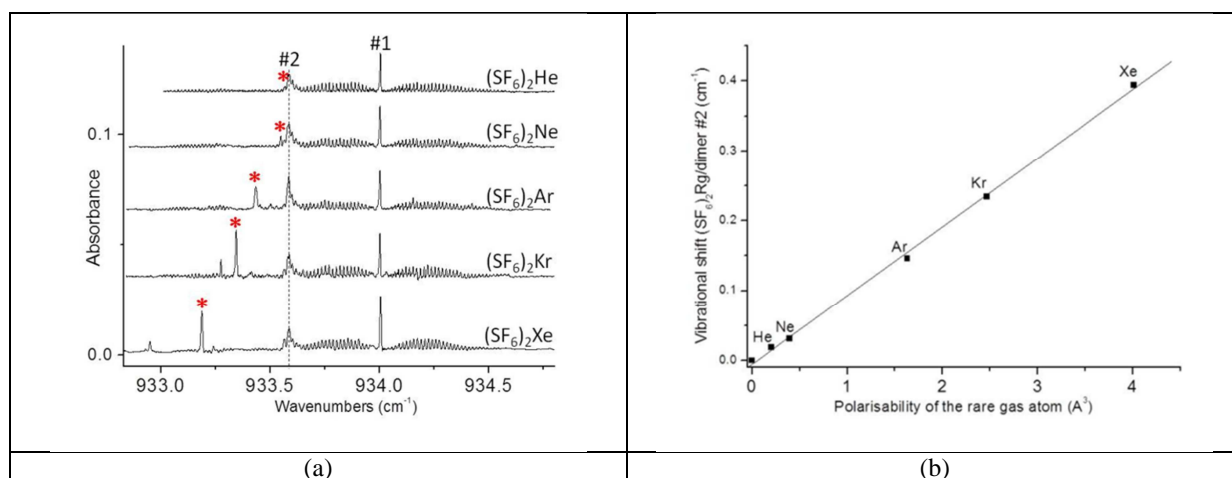 #2
#1
*
(SF₆)₂He
0.1
*
(SF₆)₂Ne
*
(SF₆)₂Ar
*
(SF₆)₂Kr
*
(SF₆)₂Xe
0.0
933.0 933.5 934.0 934.5
Wavenumbers (cm⁻¹)
Absorbance
(a)
Vibrational shift (SF₆)₂Rg/dimer #2 (cm⁻¹)
0.4
0.3
0.2
0.1
0.0
Xe
Kr
Ar
He Ne
0 1 2 3 4
Polarisability of the rare gas atom (A³)
(b)